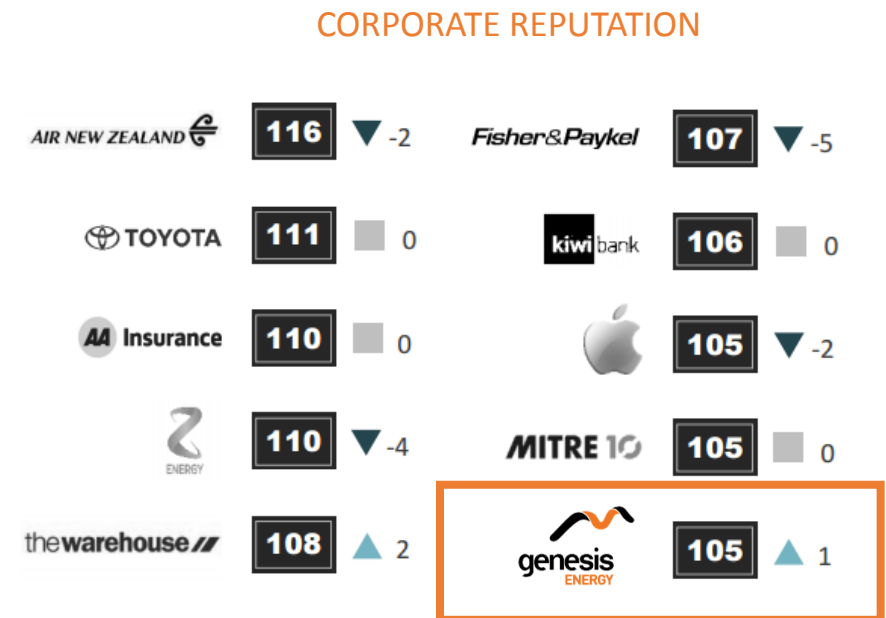 CORPORATE REPUTATION
AIR NEW ZEALAND 116 -2
TOYOTA 111 0
AA Insurance 110 0
Z ENERGY 110 -4
thewarehouse 108 2
Fisher&Paykel 107 -5
kiwibank 106 0
105 -2
MITRE 10 105 0
genesis ENERGY 105 1